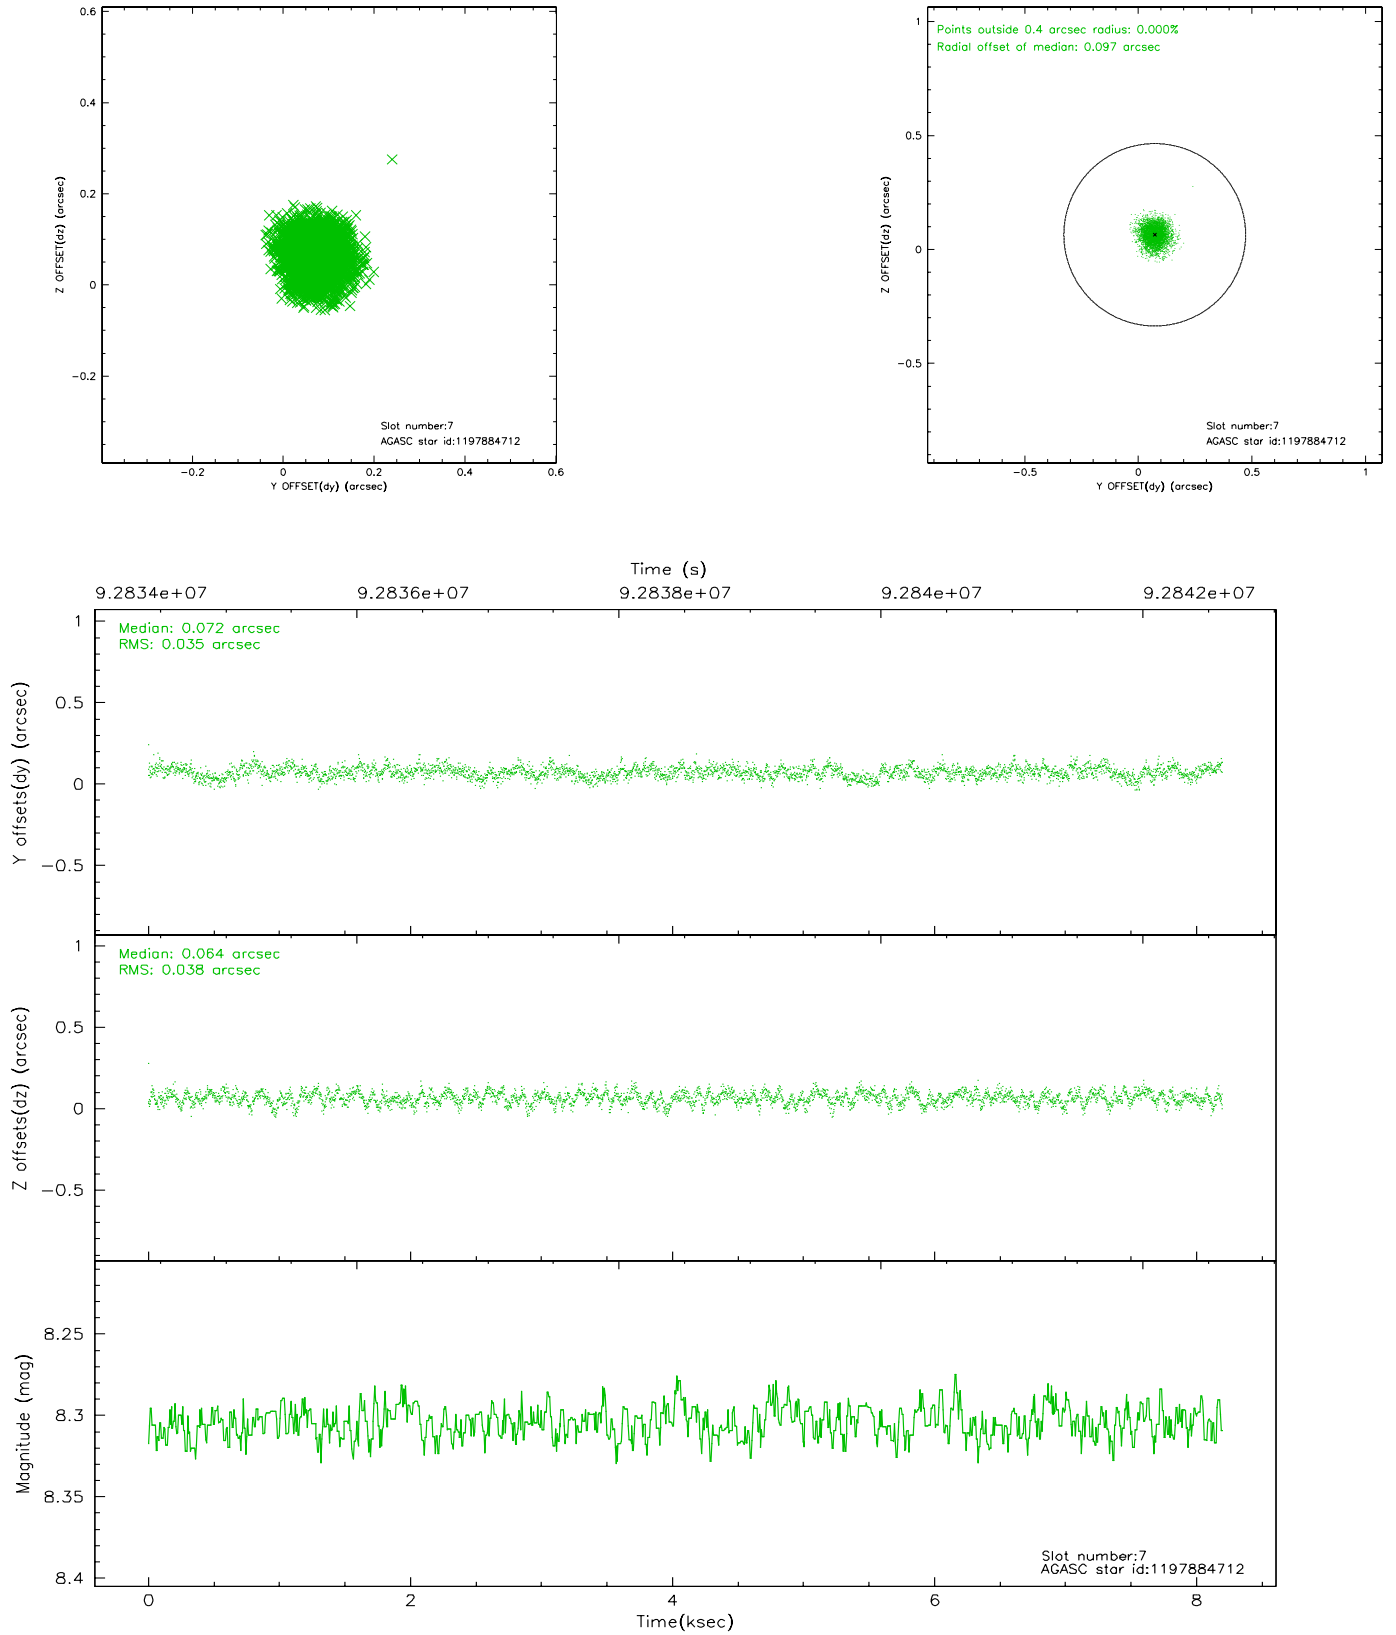 0.6
0.4
0.2
0
−0.2
Z OFFSET(dz) (arcsec)
Slot number:7
AGASC star id:1197884712
−0.2 0 0.2 0.4 0.6
Y OFFSET(dy) (arcsec)
Points outside 0.4 arcsec radius: 0.000%
Radial offset of median: 0.097 arcsec
1
0.5
0
−0.5
Z OFFSET(dz) (arcsec)
Slot number:7
AGASC star id:1197884712
−0.5 0 0.5 1
Y OFFSET(dy) (arcsec)
Time (s)
9.2834e+07 9.2836e+07 9.2838e+07 9.284e+07 9.2842e+07
Median: 0.072 arcsec
RMS: 0.035 arcsec
1
0.5
0
−0.5
Y offsets(dy) (arcsec)
Median: 0.064 arcsec
RMS: 0.038 arcsec
1
0.5
0
−0.5
Z offsets(dz) (arcsec)
8.25
8.3
8.35
8.4
Magnitude (mag)
Slot number:7
AGASC star id:1197884712
0 2 4 6 8
Time(ksec)